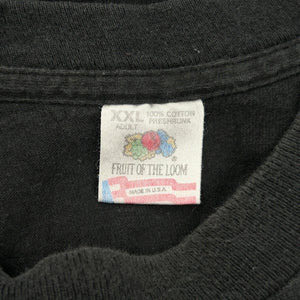 XXL 100% COTTON
ADULT PRESHRUNK
®
FRUIT OF THE LOOM
MADE IN U.S.A.